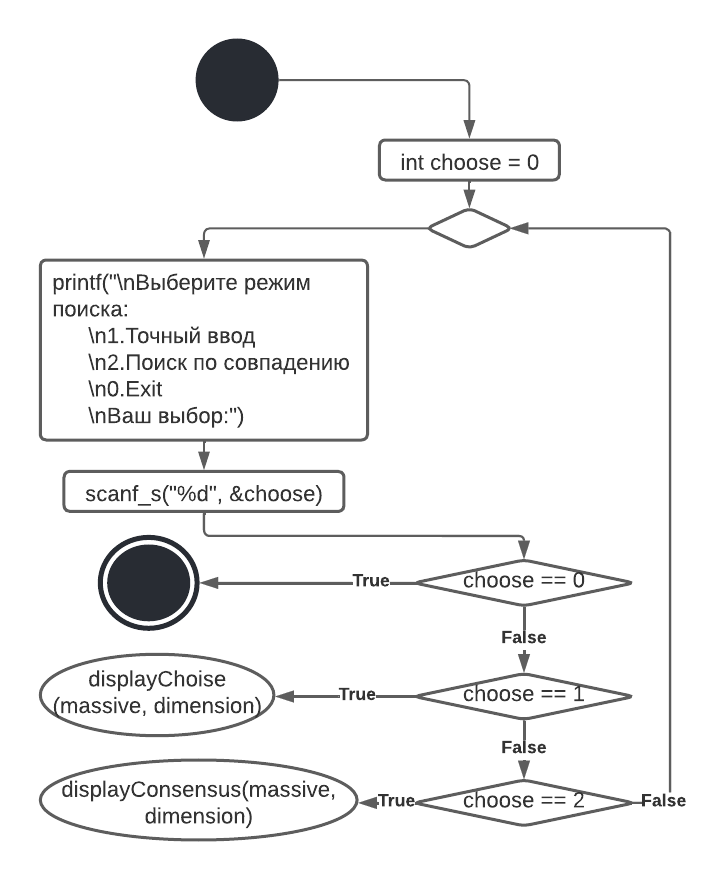 int choose = 0
printf("\nВыберите режим
поиска:
\n1.Точный ввод
\n2.Поиск по совпадению
\n0.Exit
\nВаш выбор:")
scanf_s("%d", &choose)
choose == 0
True
False
displayChoise
(massive, dimension)
True
choose == 1
False
displayConsensus(massive,
dimension)
True
choose == 2
False